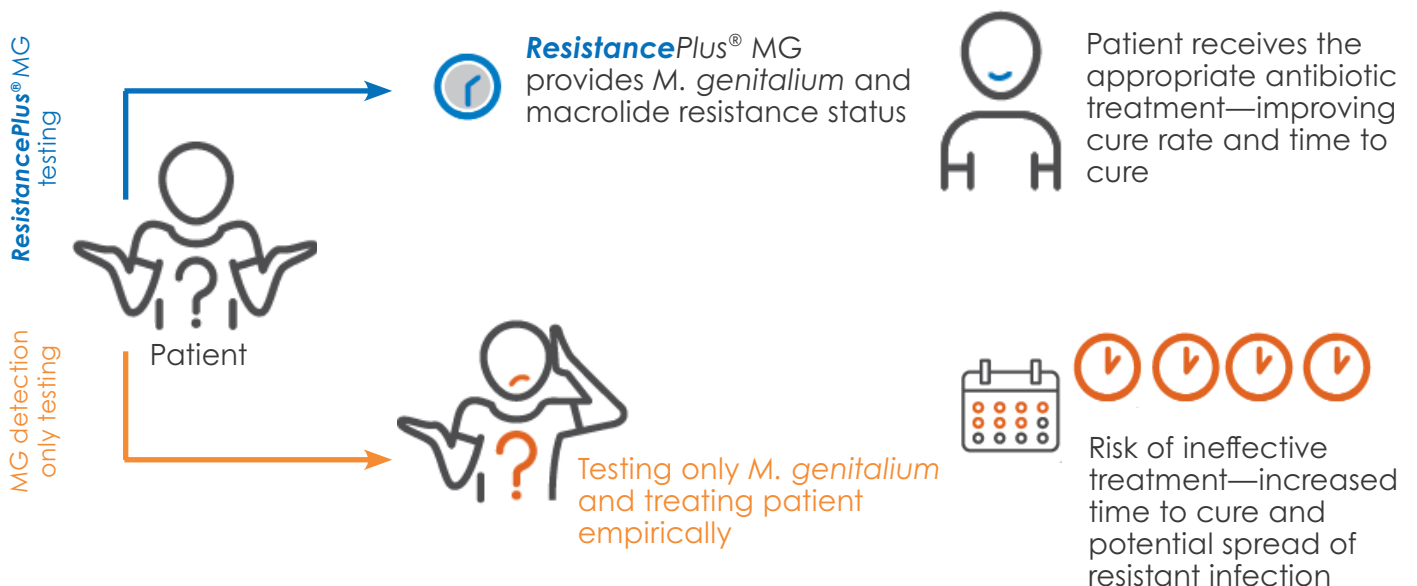 ResistancePlus® MG
testing
ResistancePlus® MG
provides M. genitalium and
macrolide resistance status
Patient receives the
appropriate antibiotic
treatment—improving
cure rate and time to
cure
?
Patient
MG detection
only testing
?
Testing only M. genitalium
and treating patient
empirically
Risk of ineffective
treatment—increased
time to cure and
potential spread of
resistant infection